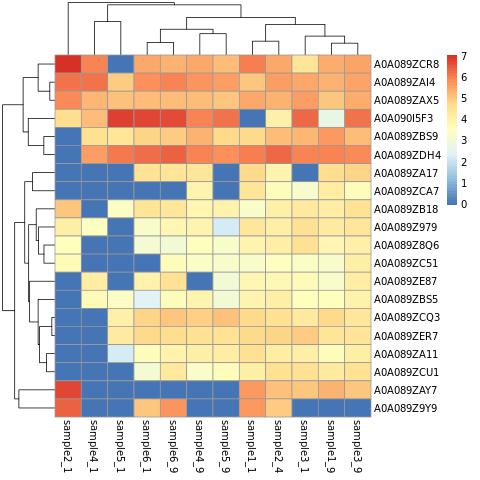 A0A089ZCR8
A0A089ZAI4
A0A089ZAX5
A0A090I5F3
A0A089ZBS9
A0A089ZDH4
A0A089ZA17
A0A089ZCA7
A0A089ZB18
A0A089Z979
A0A089Z8Q6
A0A089ZC51
A0A089ZE87
A0A089ZBS5
A0A089ZCQ3
A0A089ZER7
A0A089ZA11
A0A089ZCU1
A0A089ZAY7
A0A089Z9Y9
7
6
5
4
3
2
1
0
sample2_1
sample4_1
sample5_1
sample6_1
sample6_9
sample4_9
sample5_9
sample1_1
sample2_4
sample3_1
sample1_9
sample3_9